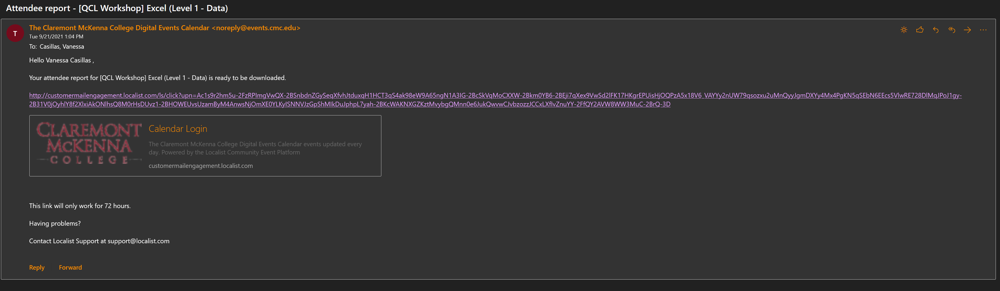 Attendee report - [QCL Workshop] Excel (Level 1 - Data)
T
The Claremont McKenna College Digital Events Calendar <noreply@events.cmc.edu>
Tue 9/21/2021 1:04 PM
To: Casillas, Vanessa
Hello Vanessa Casillas ,
Your attendee report for [QCL Workshop] Excel (Level 1 - Data) is ready to be downloaded.
http://customermailengagement.localist.com/ls/click?upn=Ac1s9r2hm5u-2FzRPImgVwQX-2BSnbdnZGySeqXfvhJtduxqH1HCT3qS4ak98eW9A65ngN1A3IG-2BcSkVqMoCXXW-2Bkm0YB6-2BEji7qXex9VwSd2lFK17HKgrEPUisHjOQPzA5x18V6_VAYYy2nUW79qsozxu2uMnQyyJgmDXYy4Mx4PgKN5qSEbN6EEcs5VlwRE728DlMqJPoJ1gy-
2B31V0jOyhlY8f2XlxiAkONlhsQ8M0rHsDUvz1-2BHOWEUvsUzamByM4AnwsNjOmXE0YLKylSNNVJzGpShMIkDuJphpL7yah-2BKcWAKNXGZKztMvybgQMnn0e6JukQwvwCJvbzozzJCCxLXfIvZnuYY-2FfQY2AVW8WW3MuC-2BrQ-3D
CLAREMONT
MCKENNA
COLLEGE
Calendar Login
The Claremont McKenna College Digital Events Calendar events updated every
day. Powered by the Localist Community Event Platform
customermailengagement.localist.com
This link will only work for 72 hours.
Having problems?
Contact Localist Support at support@localist.com
Reply
Forward